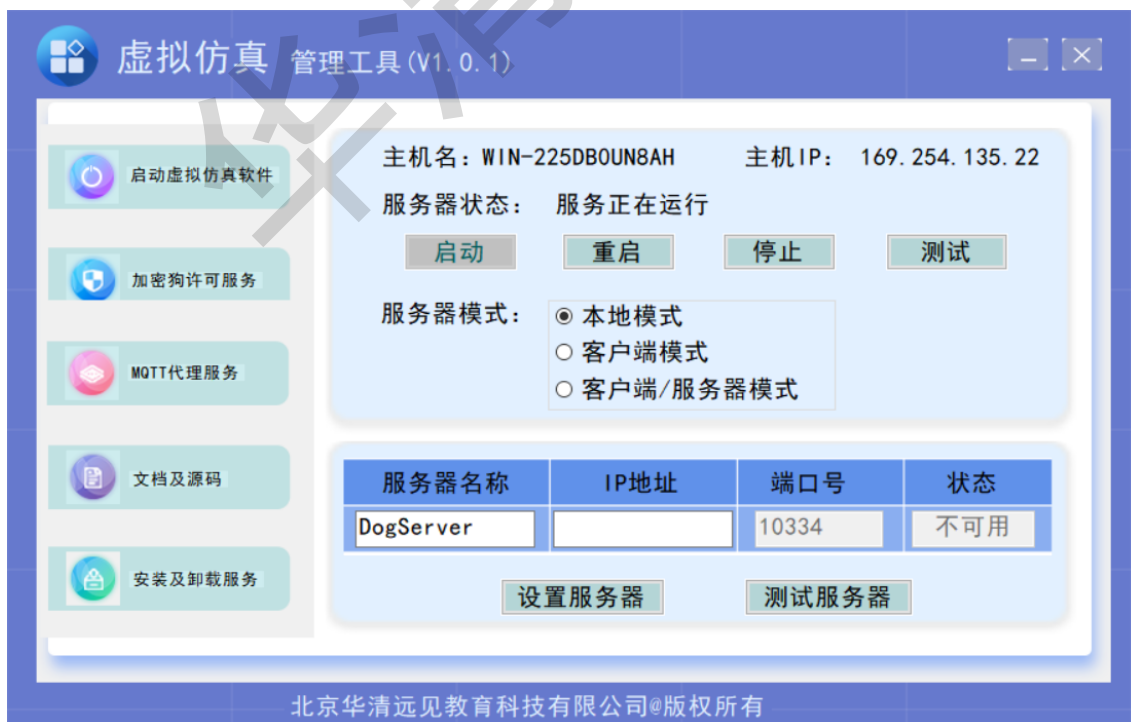 虚拟仿真 管理工具(V1.0.1)
启动虚拟仿真软件
加密狗许可服务
MQTT代理服务
文档及源码
安装及卸载服务
主机名：WIN-225DB0UN8AH 主机IP： 169.254.135.22
服务器状态： 服务正在运行
启动 重启 停止 测试
服务器模式： 本地模式
客户端模式
客户端/服务器模式
服务器名称 IP地址 端口号 状态
DogServer 10334 不可用
设置服务器 测试服务器
北京华清远见教育科技有限公司@版权所有
华